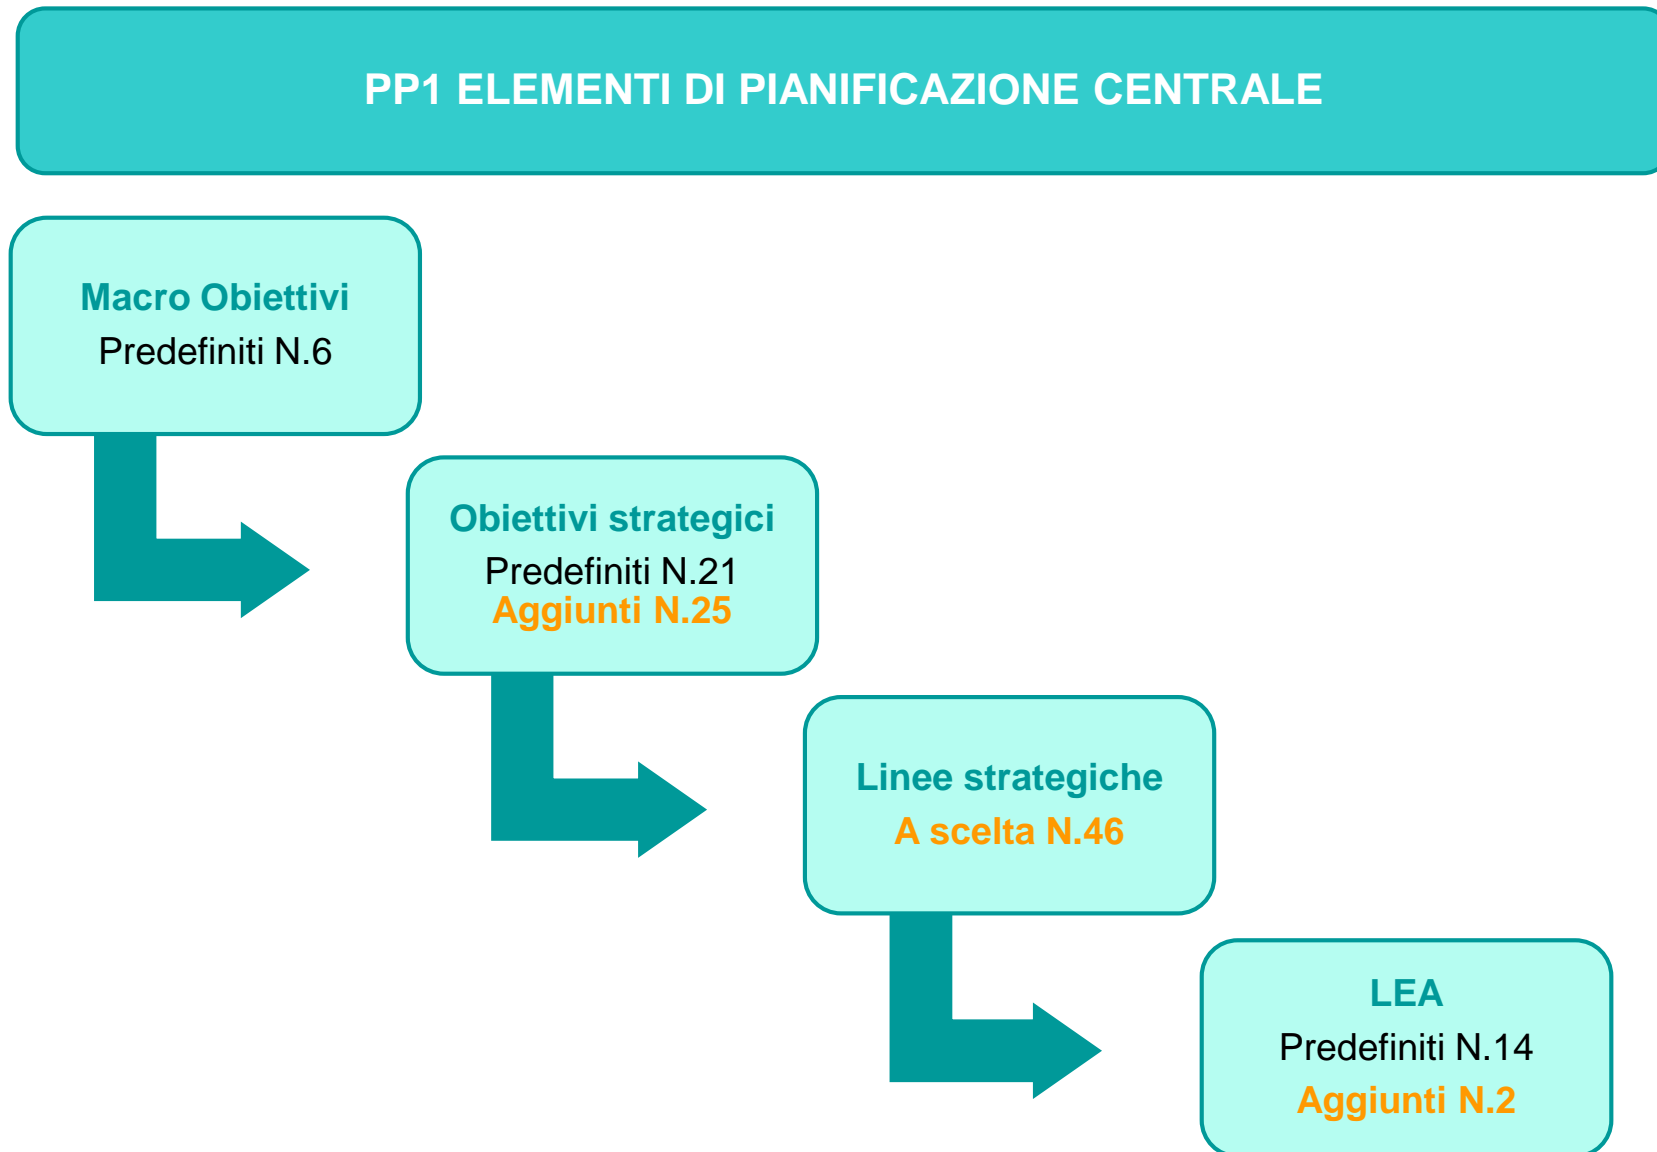 PP1 ELEMENTI DI PIANIFICAZIONE CENTRALE
Macro Obiettivi
Predefiniti N.6
Obiettivi strategici
Predefiniti N.21
Aggiunti N.25
Linee strategiche
A scelta N.46
LEA
Predefiniti N.14
Aggiunti N.2